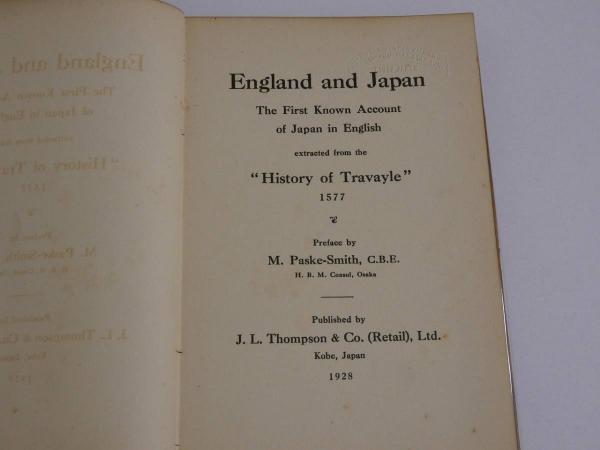 England and Japan
The First Known Account
of Japan in English
extracted from the
"History of Travayle"
1577
Preface by
M. Paske-Smith, C.B.E.
H. B. M. Consul, Osaka
Published by
J. L. Thompson & Co. (Retail), Ltd.
Kobe, Japan
1928